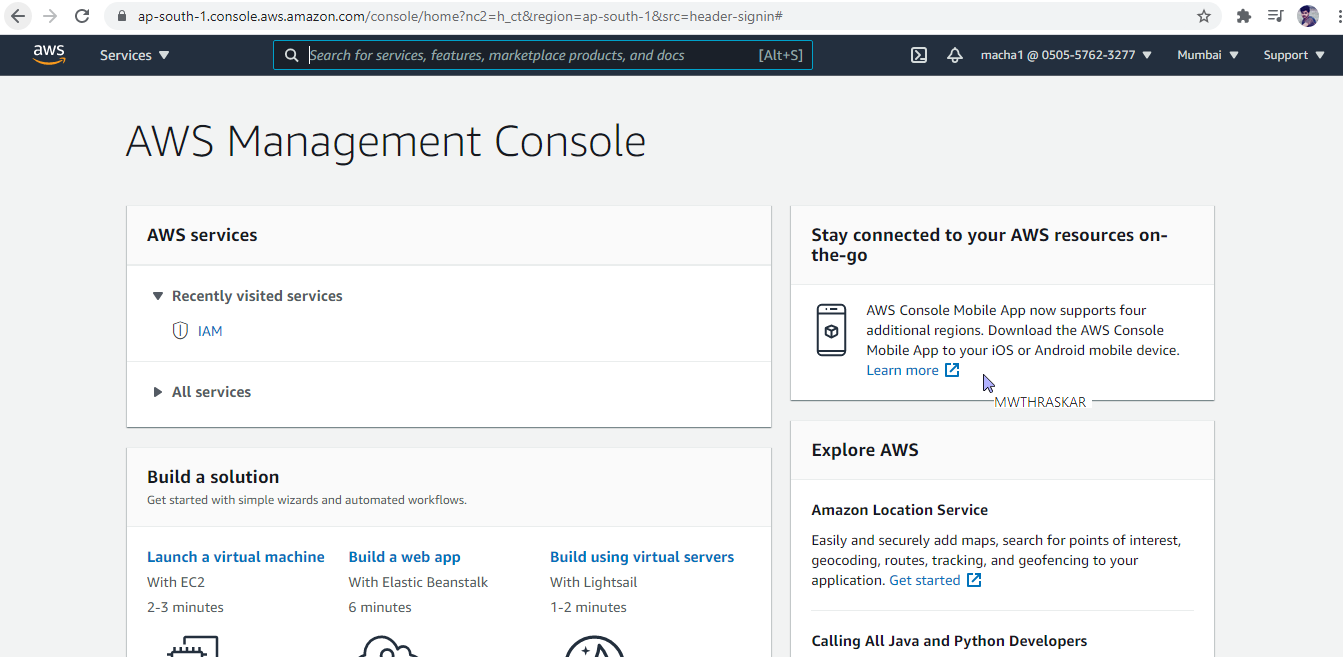 ap-south-1.console.aws.amazon.com/console/home?nc2=h_ct&region=ap-south-1&src=header-signin#
aws
Services
Search for services, features, marketplace products, and docs
[Alt+S]
macha1 @ 0505-5762-3277
Mumbai
Support
AWS Management Console
AWS services
Recently visited services
IAM
All services
Build a solution
Get started with simple wizards and automated workflows.
Launch a virtual machine
With EC2
2-3 minutes
Build a web app
With Elastic Beanstalk
6 minutes
Build using virtual servers
With Lightsail
1-2 minutes
Stay connected to your AWS resources on-
the-go
AWS Console Mobile App now supports four
additional regions. Download the AWS Console
Mobile App to your iOS or Android mobile device.
Learn more
MWTHRASKAR
Explore AWS
Amazon Location Service
Easily and securely add maps, search for points of interest,
geocoding, routes, tracking, and geofencing to your
application. Get started
Calling All Java and Python Developers